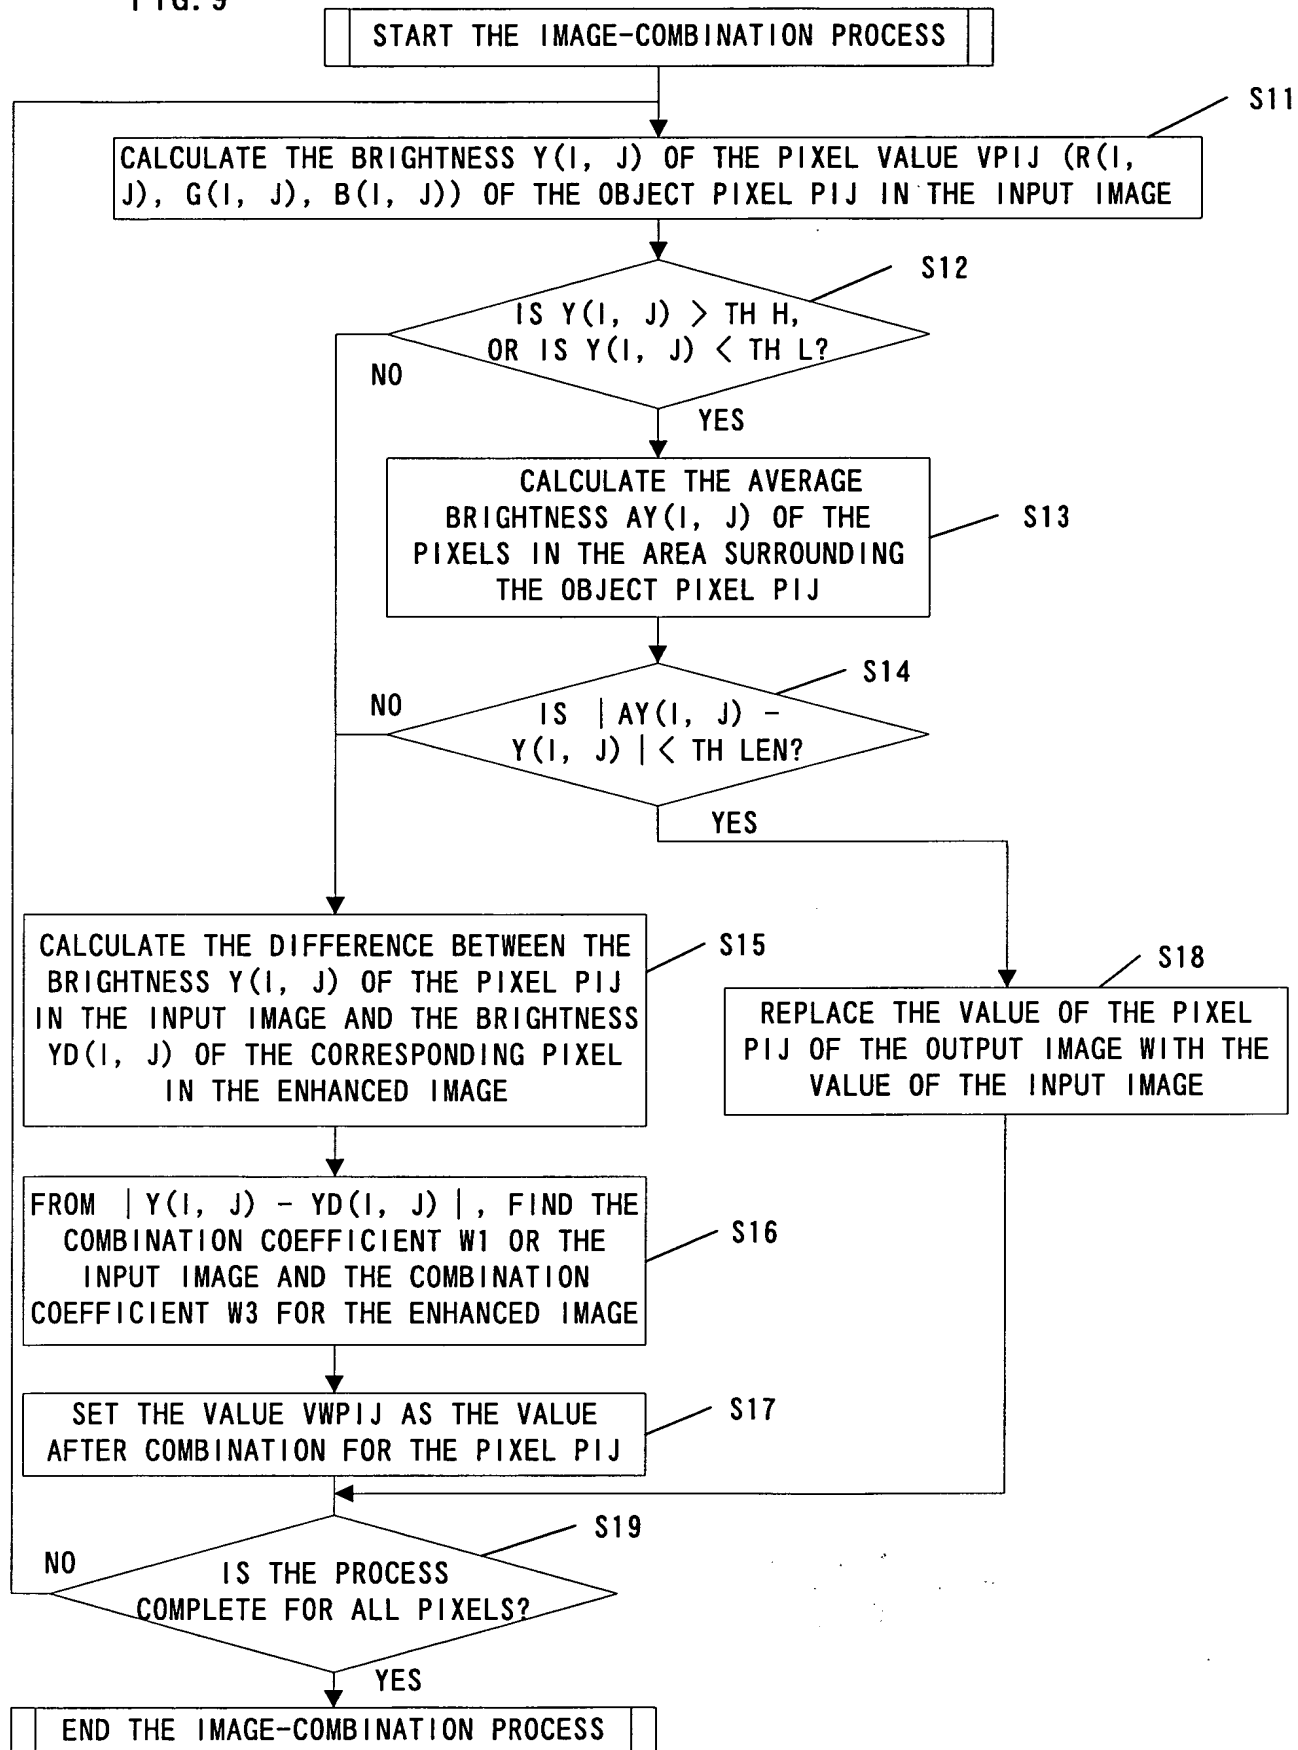 FIG. 9
START THE IMAGE-COMBINATION PROCESS
S11
CALCULATE THE BRIGHTNESS Y(I, J) OF THE PIXEL VALUE VPIJ (R(I,
J), G(I, J), B(I, J)) OF THE OBJECT PIXEL PIJ IN THE INPUT IMAGE
S12
IS Y(I, J) > TH H,
OR IS Y(I, J) < TH L?
NO
YES
CALCULATE THE AVERAGE
BRIGHTNESS AY(I, J) OF THE
PIXELS IN THE AREA SURROUNDING
THE OBJECT PIXEL PIJ
S13
S14
NO
IS |AY(I, J) -
Y(I, J)| < TH LEN?
YES
CALCULATE THE DIFFERENCE BETWEEN THE
BRIGHTNESS Y(I, J) OF THE PIXEL PIJ
IN THE INPUT IMAGE AND THE BRIGHTNESS
YD(I, J) OF THE CORRESPONDING PIXEL
IN THE ENHANCED IMAGE
S15
S18
REPLACE THE VALUE OF THE PIXEL
PIJ OF THE OUTPUT IMAGE WITH THE
VALUE OF THE INPUT IMAGE
FROM |Y(I, J) - YD(I, J)|, FIND THE
COMBINATION COEFFICIENT W1 OR THE
INPUT IMAGE AND THE COMBINATION
COEFFICIENT W3 FOR THE ENHANCED IMAGE
S16
SET THE VALUE VWPIJ AS THE VALUE
AFTER COMBINATION FOR THE PIXEL PIJ
S17
S19
NO
IS THE PROCESS
COMPLETE FOR ALL PIXELS?
YES
END THE IMAGE-COMBINATION PROCESS